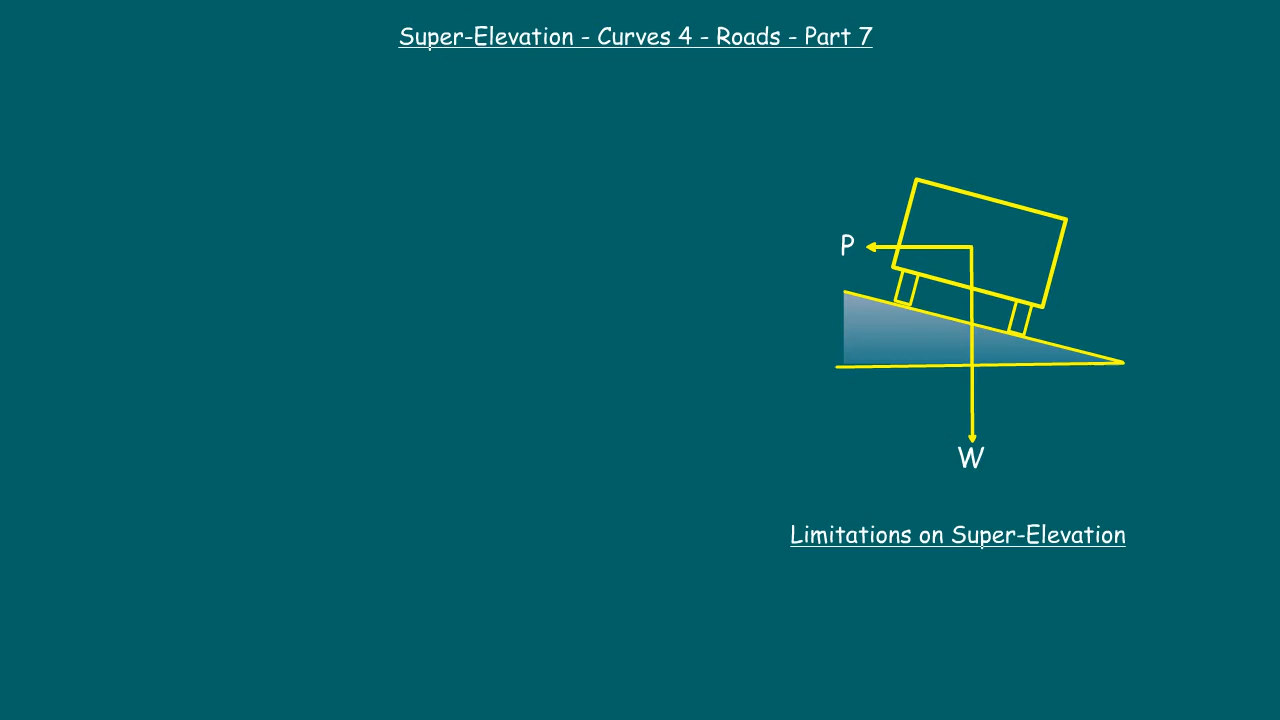 Super-Elevation - Curves 4 - Roads - Part 7
P
W
Limitations on Super-Elevation